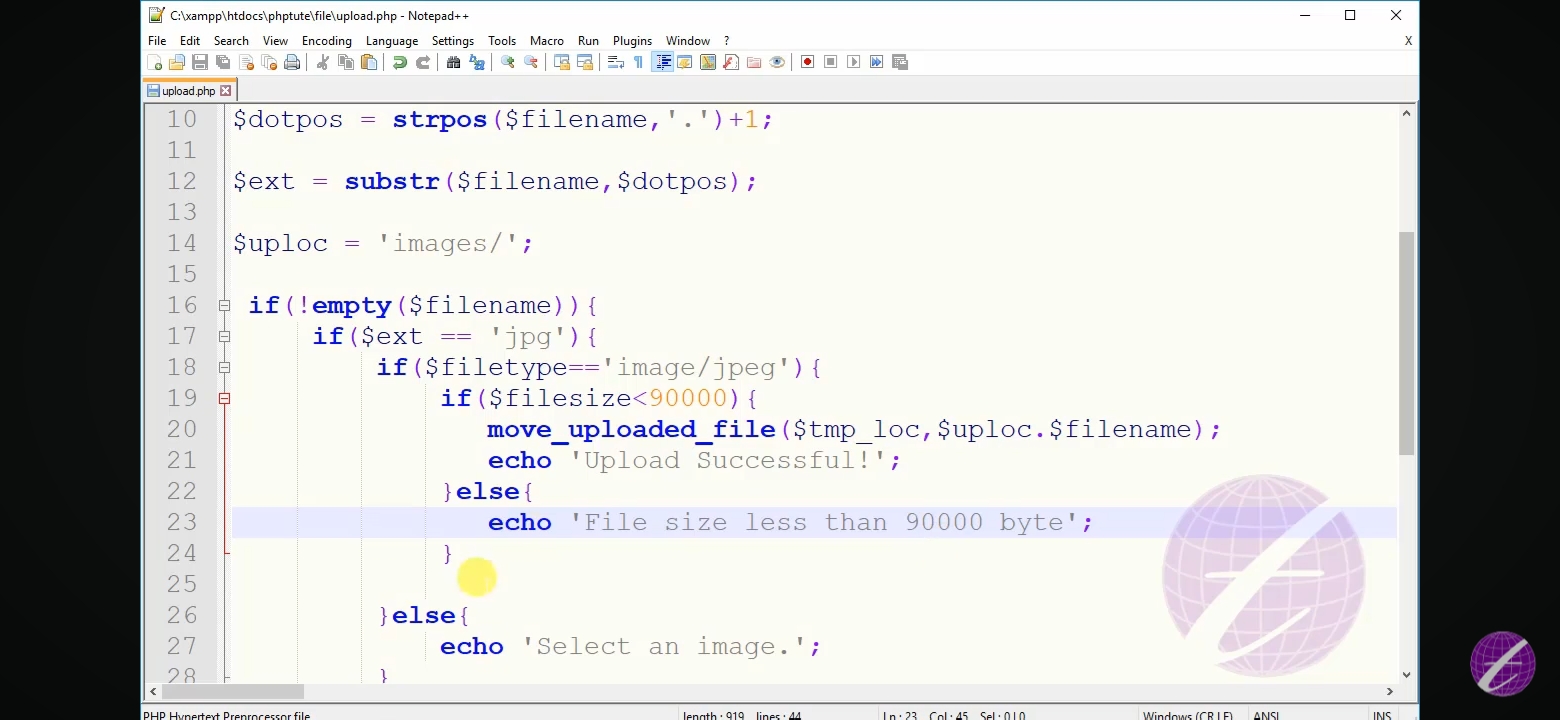 C:\xampp\htdocs\phptute\file\upload.php - Notepad++
File Edit Search View Encoding Language Settings Tools Macro Run Plugins Window ? X
upload.php
10 $dotpos = strpos($filename,'.')+1;
11
12 $ext = substr($filename,$dotpos);
13
14 $uploc = 'images/';
15
16 if(!empty($filename)){
17 if($ext == 'jpg'){
18 if($filetype=='image/jpeg'){
19 if($filesize<90000){
20 move_uploaded_file($tmp_loc,$uploc.$filename);
21 echo 'Upload Successful!';
22 }else{
23 echo 'File size less than 90000 byte';
24 }
25
26 }else{
27 echo 'Select an image.';
28 }
PHP Hypertext Preprocessor file length : 919 lines : 44 Ln : 23 Col : 45 Sel : 0 | 0 Windows (CR LF) ANSI INS